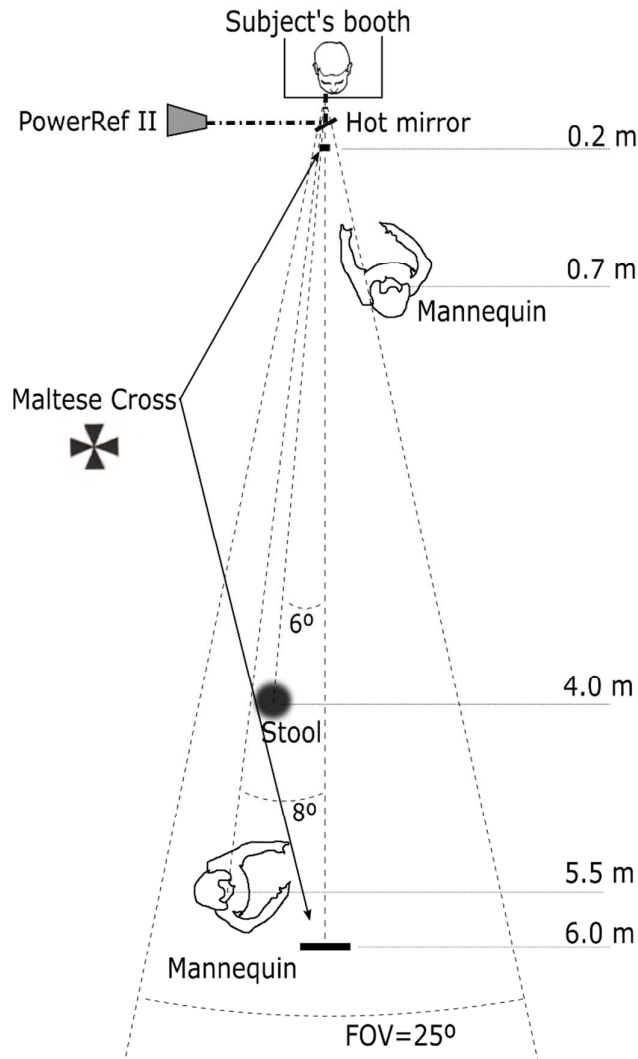 Subject's booth
PowerRef II
Hot mirror
0.2 m
0.7 m
Mannequin
Maltese Cross
6º
4.0 m
Stool
8º
5.5 m
Mannequin
6.0 m
FOV=25º